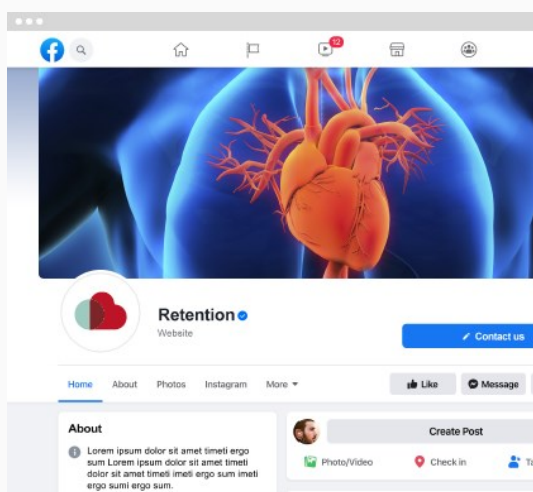 12
Retention
Website
Contact us
Home About Photos Instagram More
Like Message
About
Lorem ipsum dolor sit amet timeti ergo
sum Lorem ipsum dolor sit amet timeti
dolor sit amet timeti imeti ergo sum imeti
ergo sumi ergo sum.
Create Post
Photo/Video Check in